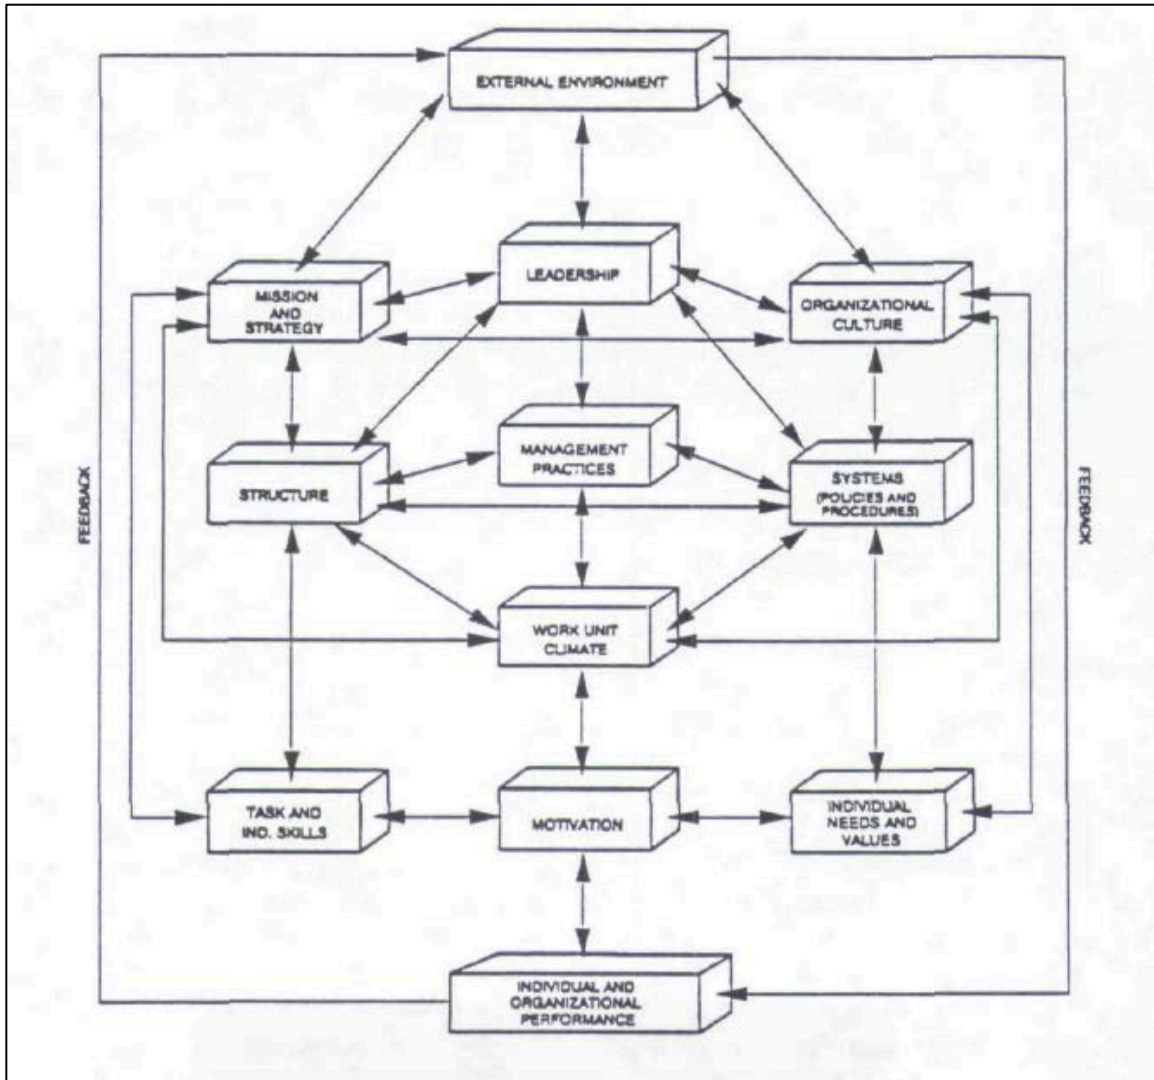 EXTERNAL ENVIRONMENT
LEADERSHIP
MISSION
AND
STRATEGY
ORGANIZATIONAL
CULTURE
MANAGEMENT
PRACTICES
STRUCTURE
SYSTEMS
(POLICIES AND
PROCEDURES)
FEEDBACK
FEEDBACK
WORK UNIT
CLIMATE
TASK AND
IND. SKILLS
MOTIVATION
INDIVIDUAL
NEEDS AND
VALUES
INDIVIDUAL AND
ORGANIZATIONAL
PERFORMANCE